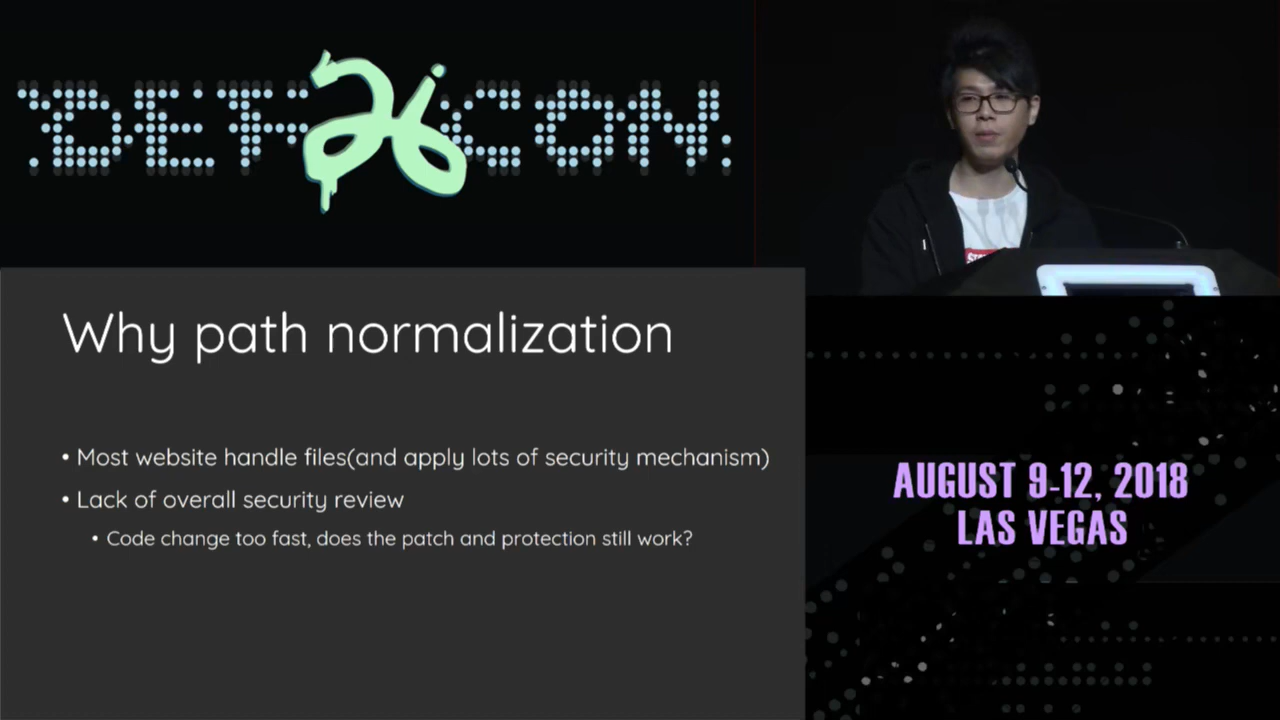 DEF 26 CON
Why path normalization
• Most website handle files(and apply lots of security mechanism)
• Lack of overall security review
• Code change too fast, does the patch and protection still work?
AUGUST 9-12, 2018
LAS VEGAS